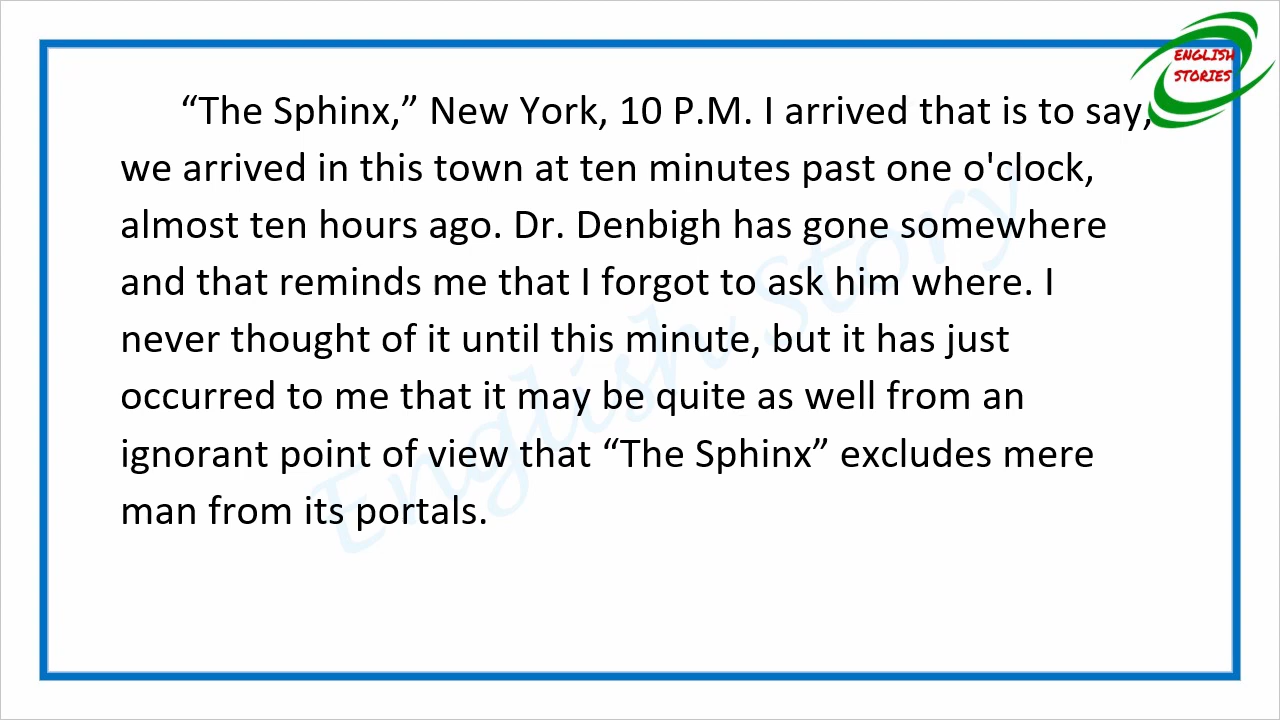 ENGLISH
STORIES
“The Sphinx,” New York, 10 P.M. I arrived that is to say,
we arrived in this town at ten minutes past one o'clock,
almost ten hours ago. Dr. Denbigh has gone somewhere
and that reminds me that I forgot to ask him where. I
never thought of it until this minute, but it has just
occurred to me that it may be quite as well from an
ignorant point of view that “The Sphinx” excludes mere
man from its portals.
English Story